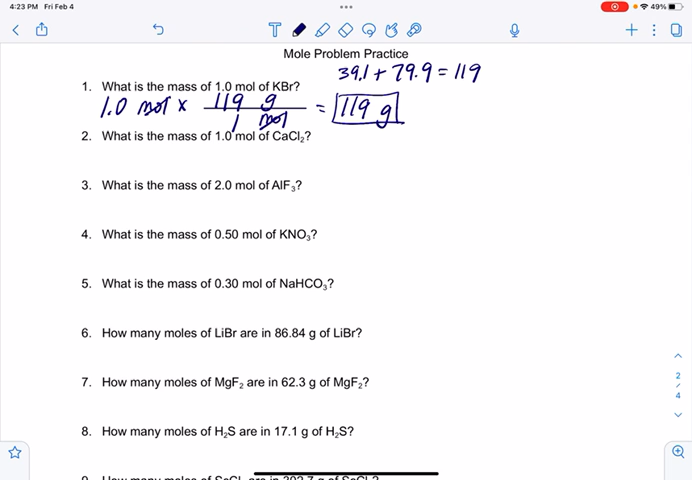 4:23 PM Fri Feb 4
49%
Mole Problem Practice
39.1 + 79.9 = 119
1. What is the mass of 1.0 mol of KBr?
1.0 mol x 119 g / 1 mol = 119 g
2. What is the mass of 1.0 mol of CaCl₂?
3. What is the mass of 2.0 mol of AlF₃?
4. What is the mass of 0.50 mol of KNO₃?
5. What is the mass of 0.30 mol of NaHCO₃?
6. How many moles of LiBr are in 86.84 g of LiBr?
7. How many moles of MgF₂ are in 62.3 g of MgF₂?
8. How many moles of H₂S are in 17.1 g of H₂S?
2
/
4